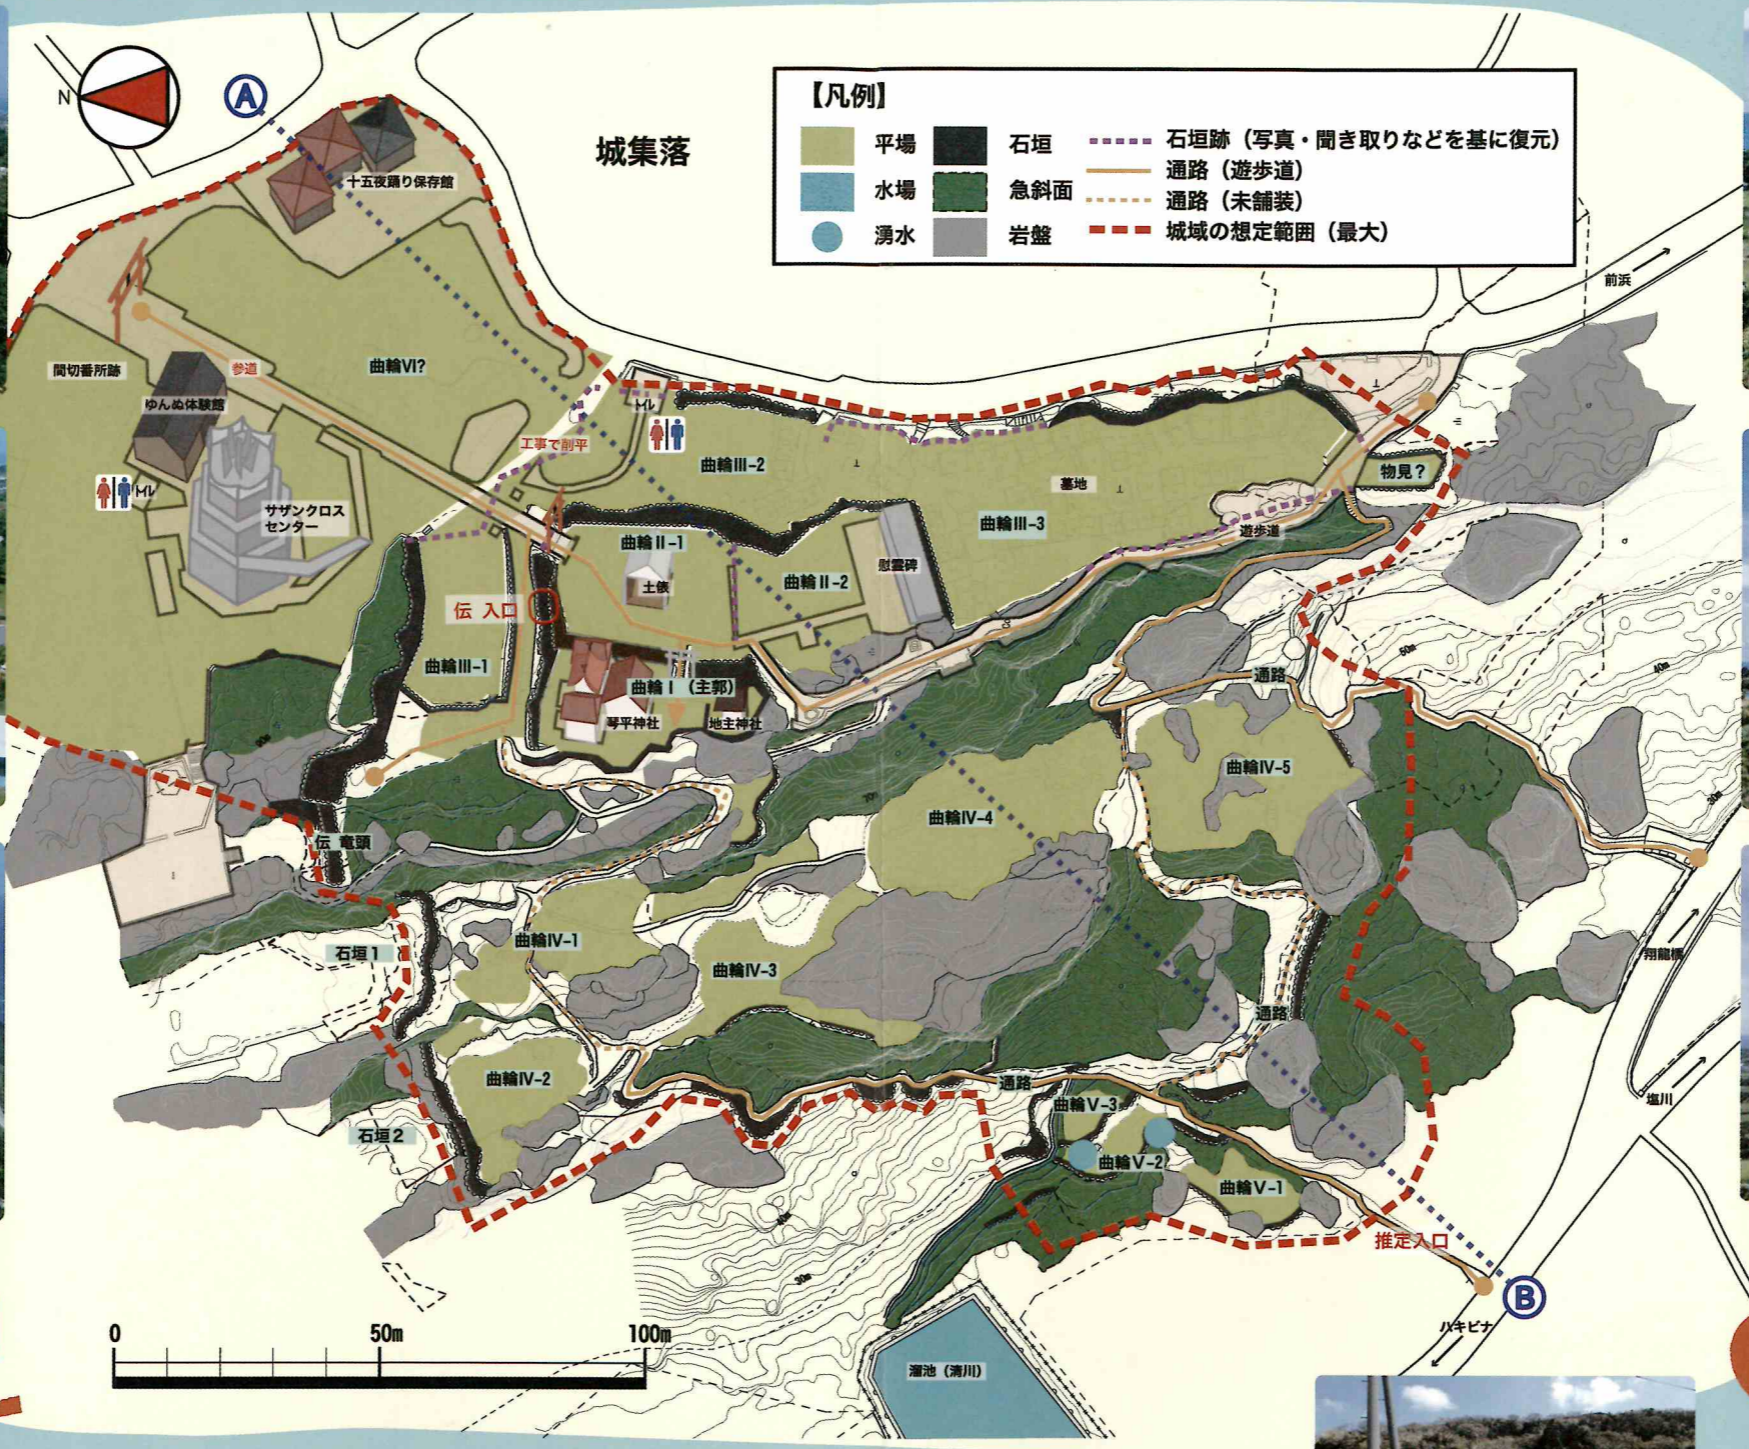 N
A
城集落
【凡例】
平場
石垣
石垣跡（写真・聞き取りなどを基に復元）
水場
急斜面
通路（遊歩道）
湧水
岩盤
通路（未舗装）
城域の想定範囲（最大）
十五夜踊り保存館
前浜
間切番所跡
参道
曲輪Ⅵ?
ゆんぬ体験館
トイレ
工事で削平
トイレ
曲輪Ⅲ-2
墓地
物見？
サザンクロス
センター
曲輪Ⅲ-3
遊歩道
曲輪Ⅱ-1
土俵
曲輪Ⅱ-2
慰霊碑
伝 入口
曲輪Ⅲ-1
曲輪Ⅰ（主郭）
琴平神社
地主神社
通路
50m
40m
曲輪Ⅳ-5
曲輪Ⅳ-4
30m
伝 竜頭
石垣1
曲輪Ⅳ-1
曲輪Ⅳ-3
翔龍橋
通路
曲輪Ⅳ-2
通路
曲輪Ⅴ-3
塩川
石垣2
曲輪Ⅴ-2
曲輪Ⅴ-1
推定入口
30m
B
ハキビナ
0
50m
100m
溜池（清川）